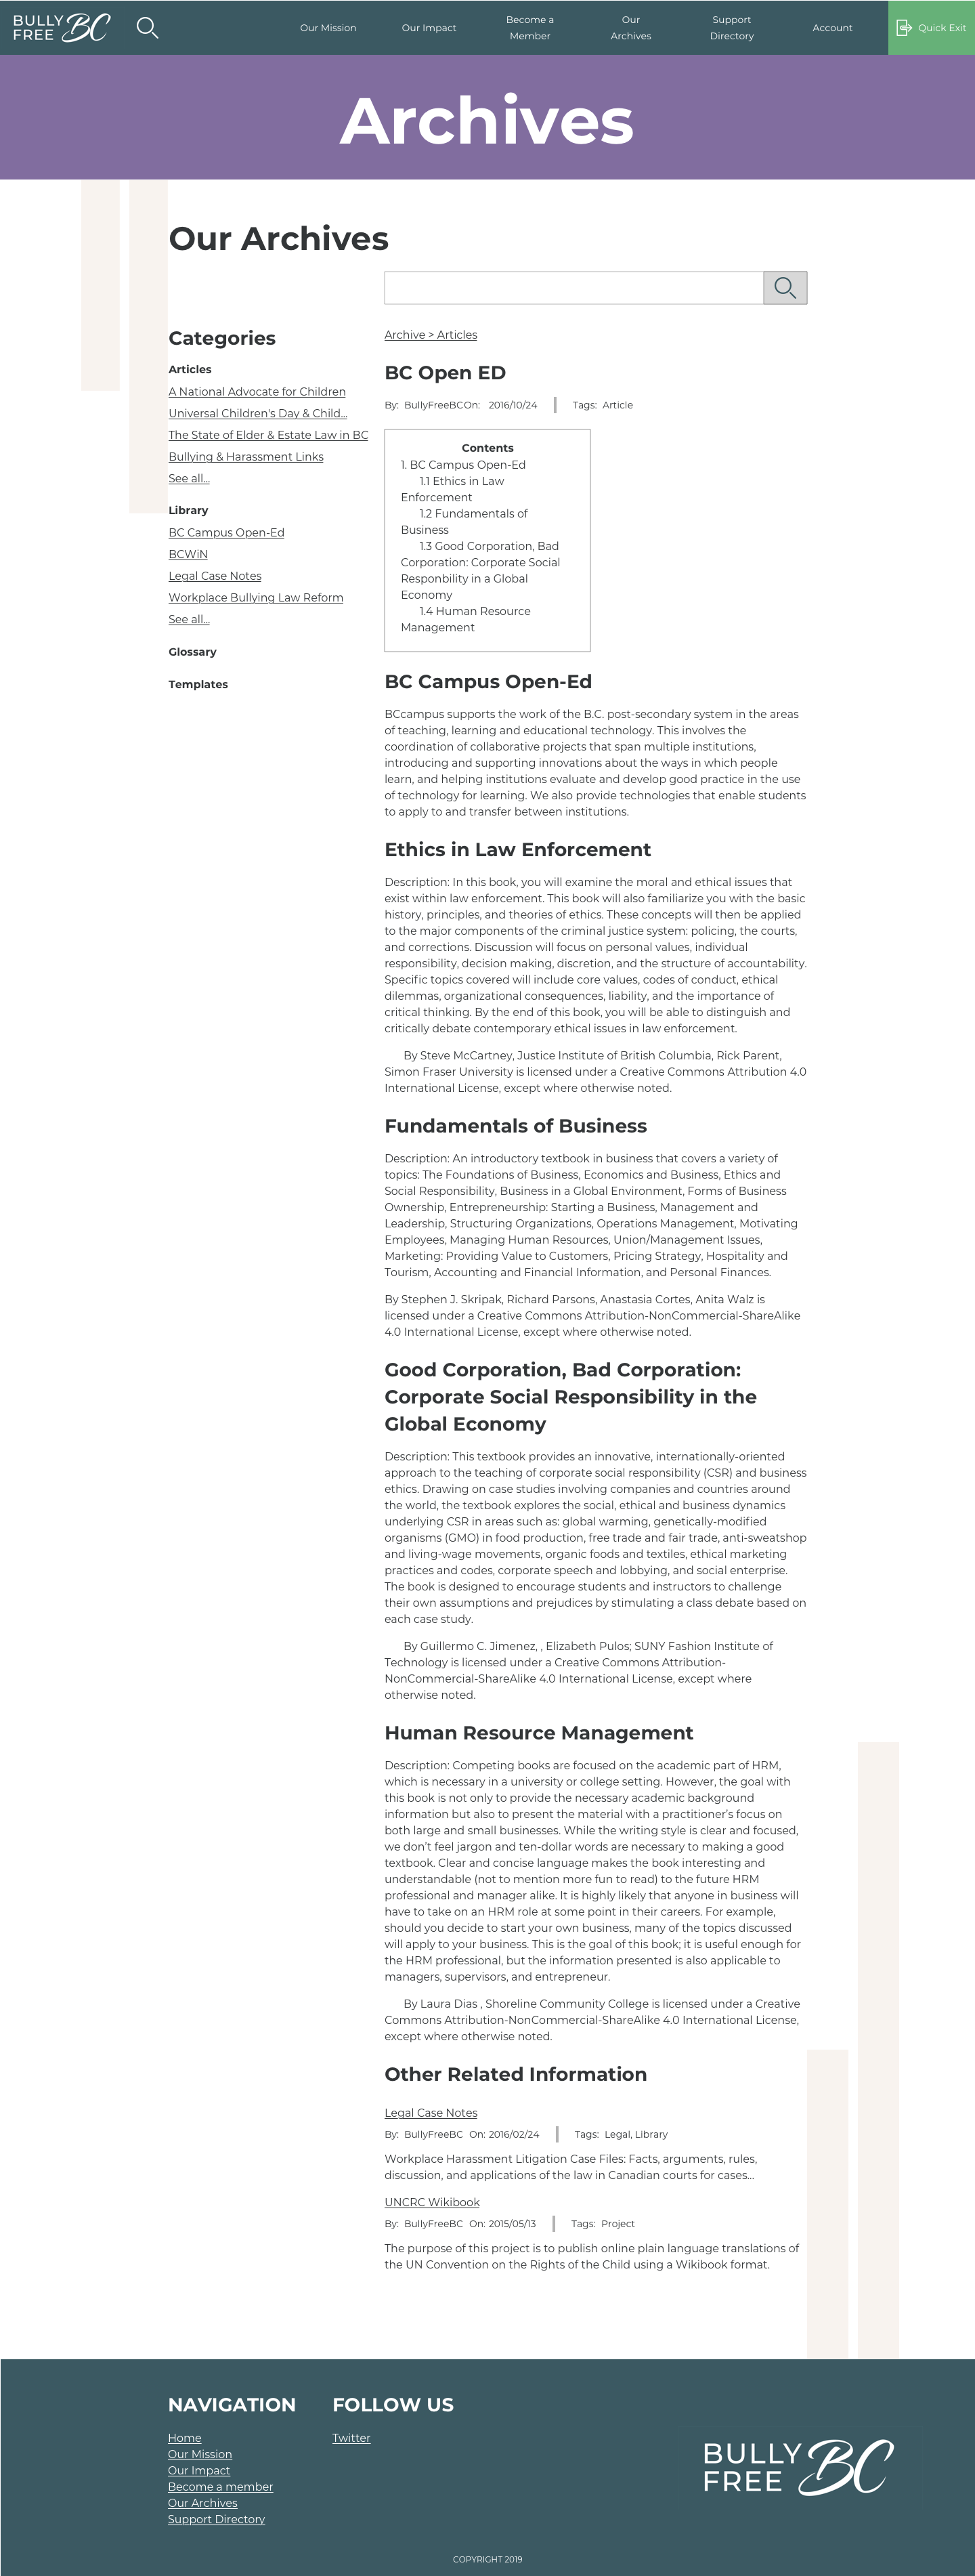 BULLY
FREE BC
Our Mission
Our Impact
Become a
Member
Our
Archives
Support
Directory
Account
Quick Exit
Archives
Our Archives
Categories
Articles
A National Advocate for Children
Universal Children's Day & Child...
The State of Elder & Estate Law in BC
Bullying & Harassment Links
See all...
Library
BC Campus Open-Ed
BCWiN
Legal Case Notes
Workplace Bullying Law Reform
See all...
Glossary
Templates
Archive > Articles
BC Open ED
By: BullyFreeBCOn: 2016/10/24 Tags: Article
Contents
1. BC Campus Open-Ed
1.1 Ethics in Law
Enforcement
1.2 Fundamentals of
Business
1.3 Good Corporation, Bad
Corporation: Corporate Social
Responbility in a Global
Economy
1.4 Human Resource
Management
BC Campus Open-Ed
BCcampus supports the work of the B.C. post-secondary system in the areas
of teaching, learning and educational technology. This involves the
coordination of collaborative projects that span multiple institutions,
introducing and supporting innovations about the ways in which people
learn, and helping institutions evaluate and develop good practice in the use
of technology for learning. We also provide technologies that enable students
to apply to and transfer between institutions.
Ethics in Law Enforcement
Description: In this book, you will examine the moral and ethical issues that
exist within law enforcement. This book will also familiarize you with the basic
history, principles, and theories of ethics. These concepts will then be applied
to the major components of the criminal justice system: policing, the courts,
and corrections. Discussion will focus on personal values, individual
responsibility, decision making, discretion, and the structure of accountability.
Specific topics covered will include core values, codes of conduct, ethical
dilemmas, organizational consequences, liability, and the importance of
critical thinking. By the end of this book, you will be able to distinguish and
critically debate contemporary ethical issues in law enforcement.
By Steve McCartney, Justice Institute of British Columbia, Rick Parent,
Simon Fraser University is licensed under a Creative Commons Attribution 4.0
International License, except where otherwise noted.
Fundamentals of Business
Description: An introductory textbook in business that covers a variety of
topics: The Foundations of Business, Economics and Business, Ethics and
Social Responsibility, Business in a Global Environment, Forms of Business
Ownership, Entrepreneurship: Starting a Business, Management and
Leadership, Structuring Organizations, Operations Management, Motivating
Employees, Managing Human Resources, Union/Management Issues,
Marketing: Providing Value to Customers, Pricing Strategy, Hospitality and
Tourism, Accounting and Financial Information, and Personal Finances.
By Stephen J. Skripak, Richard Parsons, Anastasia Cortes, Anita Walz is
licensed under a Creative Commons Attribution-NonCommercial-ShareAlike
4.0 International License, except where otherwise noted.
Good Corporation, Bad Corporation:
Corporate Social Responsibility in the
Global Economy
Description: This textbook provides an innovative, internationally-oriented
approach to the teaching of corporate social responsibility (CSR) and business
ethics. Drawing on case studies involving companies and countries around
the world, the textbook explores the social, ethical and business dynamics
underlying CSR in areas such as: global warming, genetically-modified
organisms (GMO) in food production, free trade and fair trade, anti-sweatshop
and living-wage movements, organic foods and textiles, ethical marketing
practices and codes, corporate speech and lobbying, and social enterprise.
The book is designed to encourage students and instructors to challenge
their own assumptions and prejudices by stimulating a class debate based on
each case study.
By Guillermo C. Jimenez, , Elizabeth Pulos; SUNY Fashion Institute of
Technology is licensed under a Creative Commons Attribution-
NonCommercial-ShareAlike 4.0 International License, except where
otherwise noted.
Human Resource Management
Description: Competing books are focused on the academic part of HRM,
which is necessary in a university or college setting. However, the goal with
this book is not only to provide the necessary academic background
information but also to present the material with a practitioner's focus on
both large and small businesses. While the writing style is clear and focused,
we don't feel jargon and ten-dollar words are necessary to making a good
textbook. Clear and concise language makes the book interesting and
understandable (not to mention more fun to read) to the future HRM
professional and manager alike. It is highly likely that anyone in business will
have to take on an HRM role at some point in their careers. For example,
should you decide to start your own business, many of the topics discussed
will apply to your business. This is the goal of this book; it is useful enough for
the HRM professional, but the information presented is also applicable to
managers, supervisors, and entrepreneur.
By Laura Dias , Shoreline Community College is licensed under a Creative
Commons Attribution-NonCommercial-ShareAlike 4.0 International License,
except where otherwise noted.
Other Related Information
Legal Case Notes
By: BullyFreeBC On: 2016/02/24 Tags: Legal, Library
Workplace Harassment Litigation Case Files: Facts, arguments, rules,
discussion, and applications of the law in Canadian courts for cases...
UNCRC Wikibook
By: BullyFreeBC On: 2015/05/13 Tags: Project
The purpose of this project is to publish online plain language translations of
the UN Convention on the Rights of the Child using a Wikibook format.
NAVIGATION
Home
Our Mission
Our Impact
Become a member
Our Archives
Support Directory
FOLLOW US
Twitter
BULLY
FREE BC
COPYRIGHT 2019